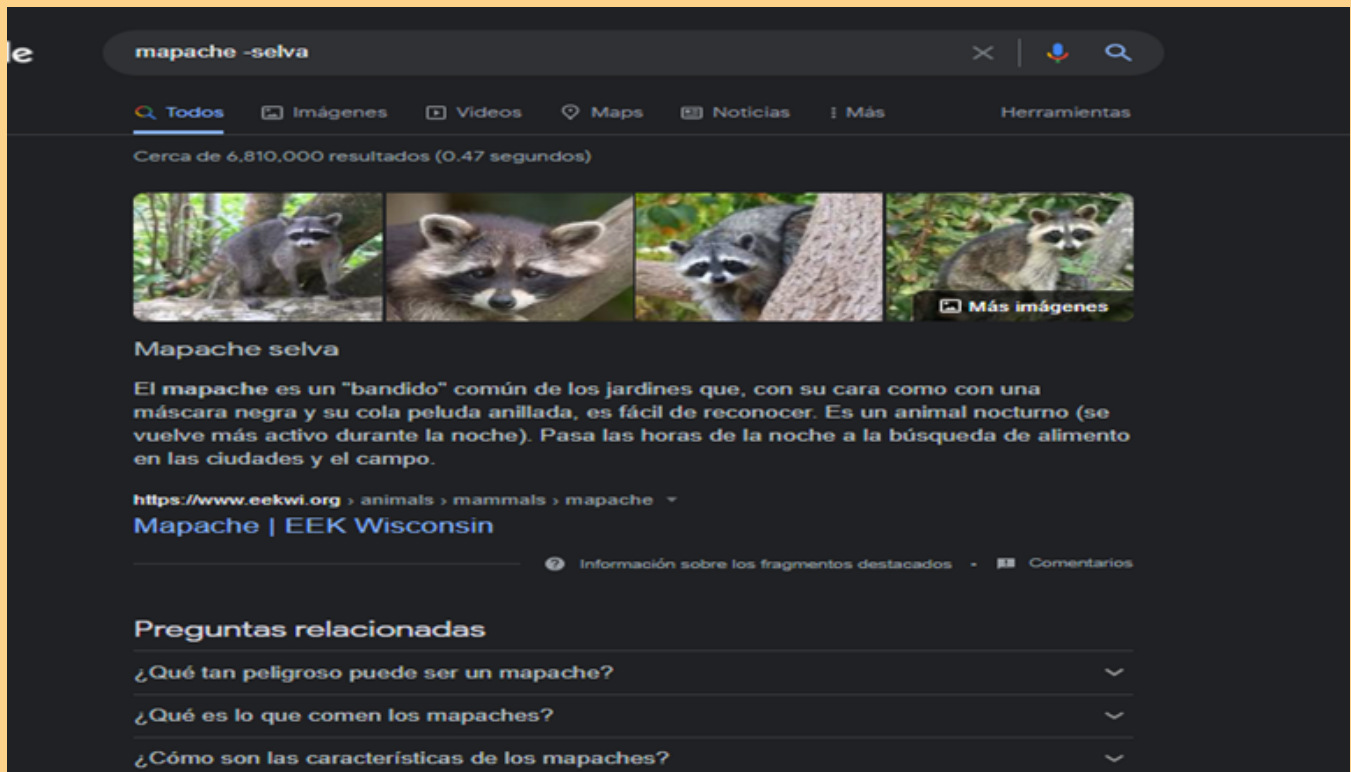 le
mapache -selva
Todos Imágenes Videos Maps Noticias Más Herramientas
Cerca de 6,810,000 resultados (0.47 segundos)
Más imágenes
Mapache selva
El mapache es un "bandido" común de los jardines que, con su cara como con una
máscara negra y su cola peluda anillada, es fácil de reconocer. Es un animal nocturno (se
vuelve más activo durante la noche). Pasa las horas de la noche a la búsqueda de alimento
en las ciudades y el campo.
https://www.eekwi.org › animals › mammals › mapache
Mapache | EEK Wisconsin
Información sobre los fragmentos destacados • Comentarios
Preguntas relacionadas
¿Qué tan peligroso puede ser un mapache?
¿Qué es lo que comen los mapaches?
¿Cómo son las características de los mapaches?